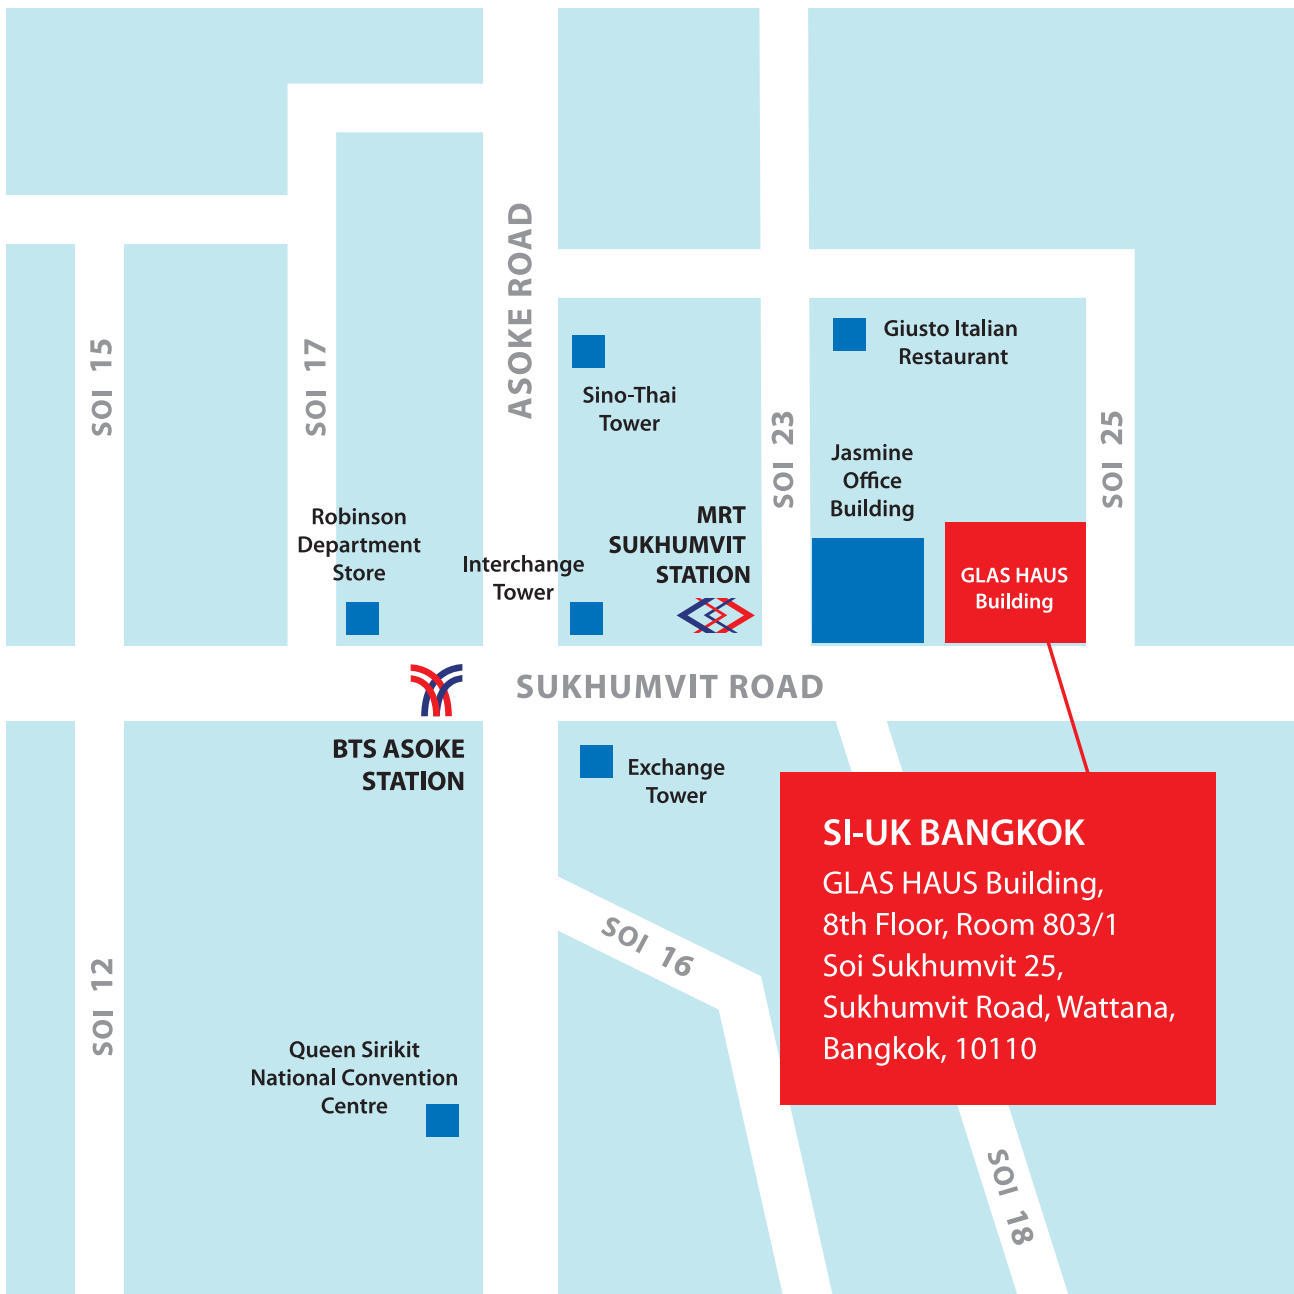 ASOKE ROAD
SOI 15
SOI 17
Sino-Thai
Tower
Giusto Italian
Restaurant
SOI 23
SOI 25
Jasmine
Office
Building
Robinson
Department
Store
Interchange
Tower
MRT
SUKHUMVIT
STATION
GLAS HAUS
Building
SUKHUMVIT ROAD
BTS ASOKE
STATION
Exchange
Tower
SI-UK BANGKOK
GLAS HAUS Building,
8th Floor, Room 803/1
Soi Sukhumvit 25,
Sukhumvit Road, Wattana,
Bangkok, 10110
SOI 16
SOI 12
Queen Sirikit
National Convention
Centre
SOI 18